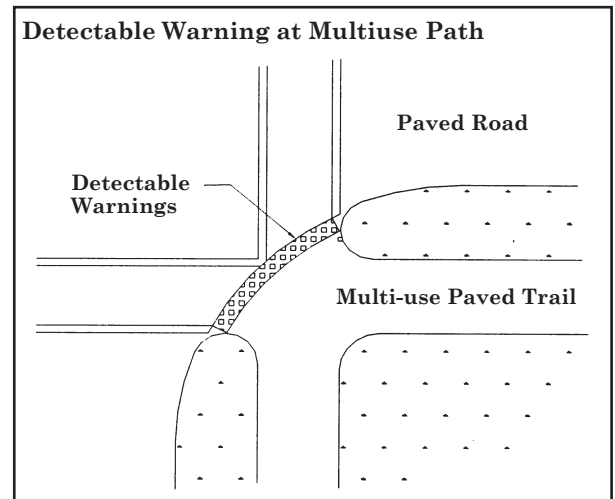 Detectable Warning at Multiuse Path
Paved Road
Detectable
Warnings
Multi-use Paved Trail